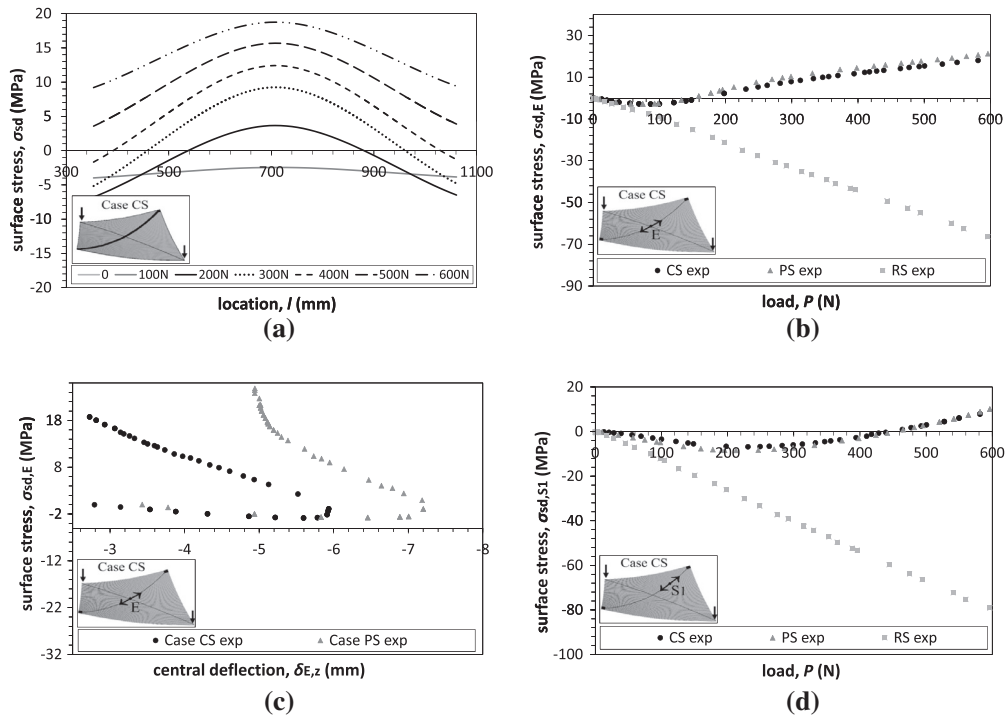 20
15
10
5
0
-5
-10
-15
-20
300
500
700
900
1100
surface stress, σsd (MPa)
Case CS
0 100N 200N 300N 400N 500N 600N
location, l (mm)
(a)
30
10
-10
-30
-50
-70
-90
0 100 200 300 400 500 600
surface stress, σsd,E (MPa)
Case CS
E
CS exp PS exp RS exp
load, P (N)
(b)
18
8
-2
-12
-22
-32
-3 -4 -5 -6 -7 -8
surface stress, σsd,E (MPa)
Case CS
E
Case CS exp Case PS exp
central deflection, δE,z (mm)
(c)
20
0
-20
-40
-60
-80
-100
0 100 200 300 400 500 600
surface stress, σsd,S1 (MPa)
Case CS
S1
CS exp PS exp RS exp
load, P (N)
(d)